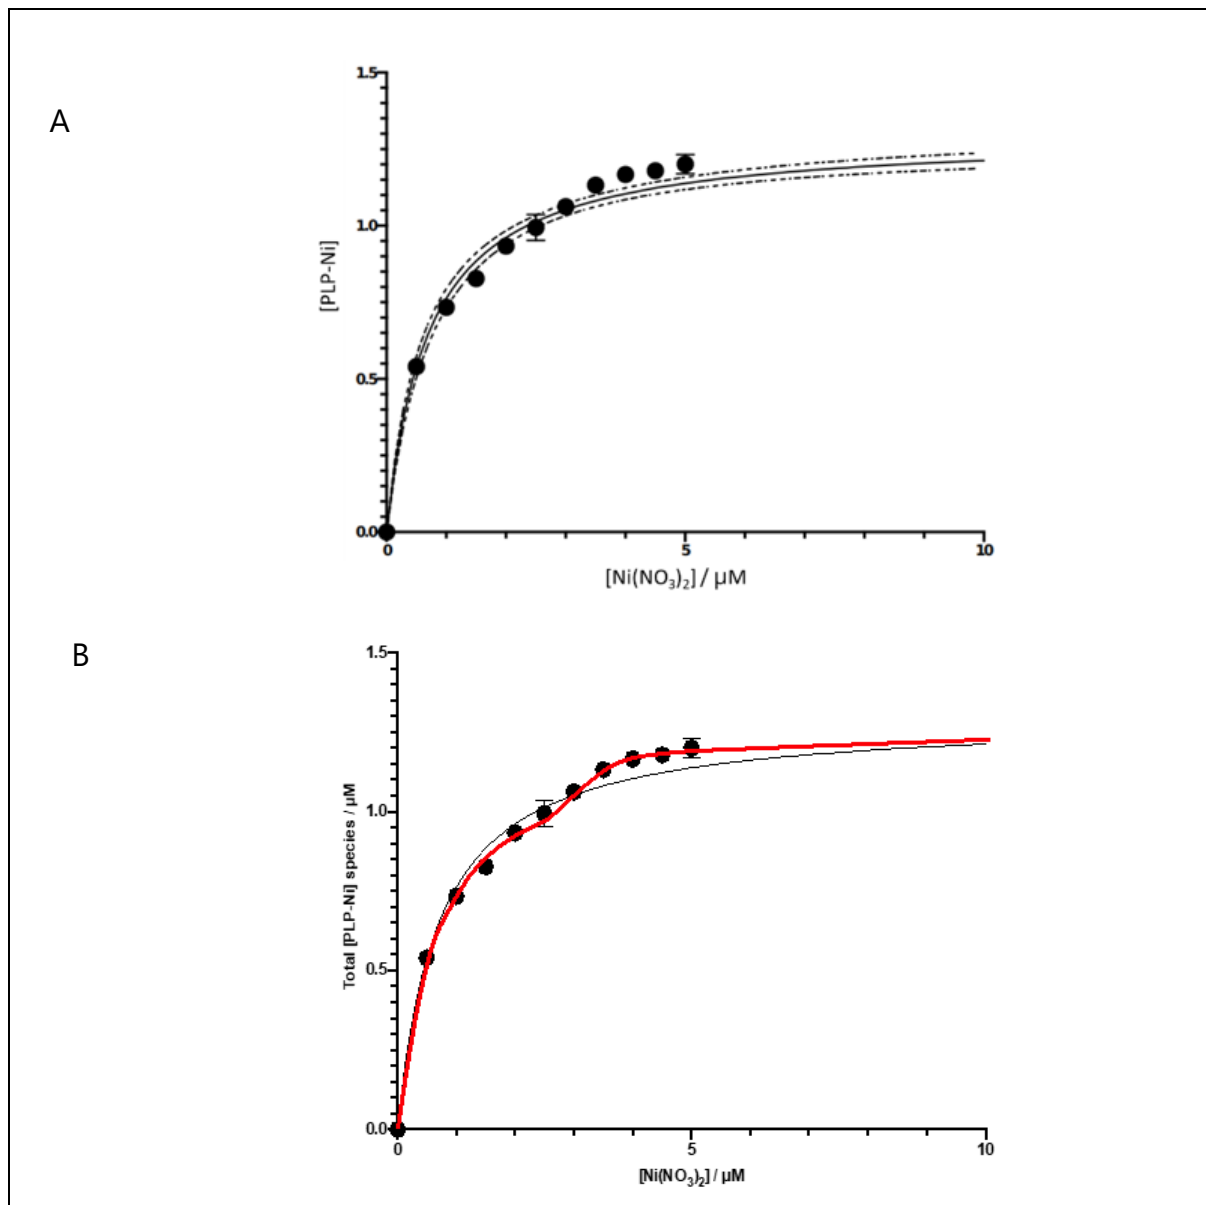 A
1.5
1.0
[PLP-Ni]
0.5
0.0
0 5 10
[Ni(NO₃)₂] / μM
B
1.5
1.0
Total [PLP-Ni] species / μM
0.5
0.0
0 5 10
[Ni(NO₃)₂] / μM